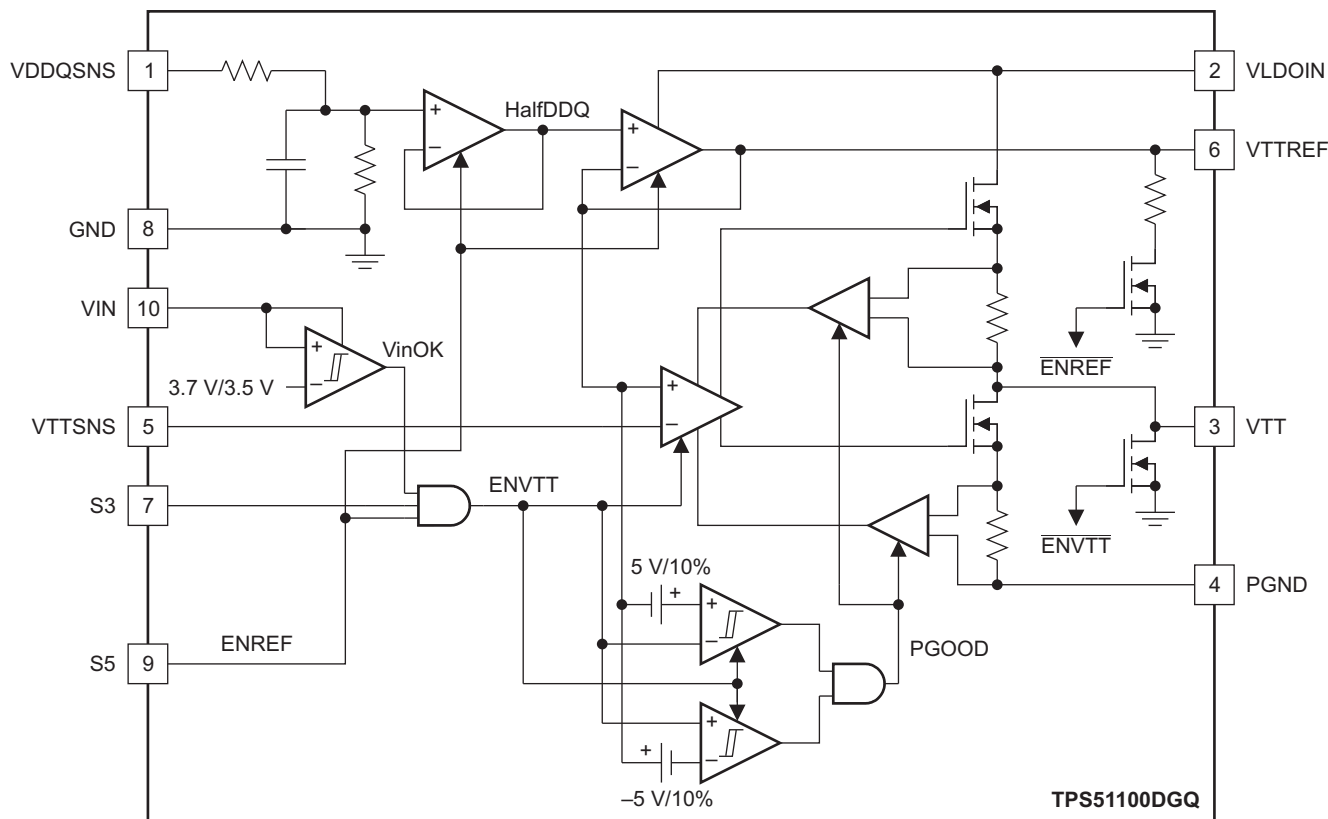 VDDQSNS 1
2 VLDOIN
HalfDDQ
+
−
+
−
6 VTTREF
GND 8
VIN 10
VinOK
+
−
3.7 V/3.5 V
ENREF
+
−
VTTSNS 5
3 VTT
S3 7
ENVTT
ENVTT
5 V/10%
+
+
−
4 PGND
S5 9
ENREF
PGOOD
+
+
−
–5 V/10%
TPS51100DGQ